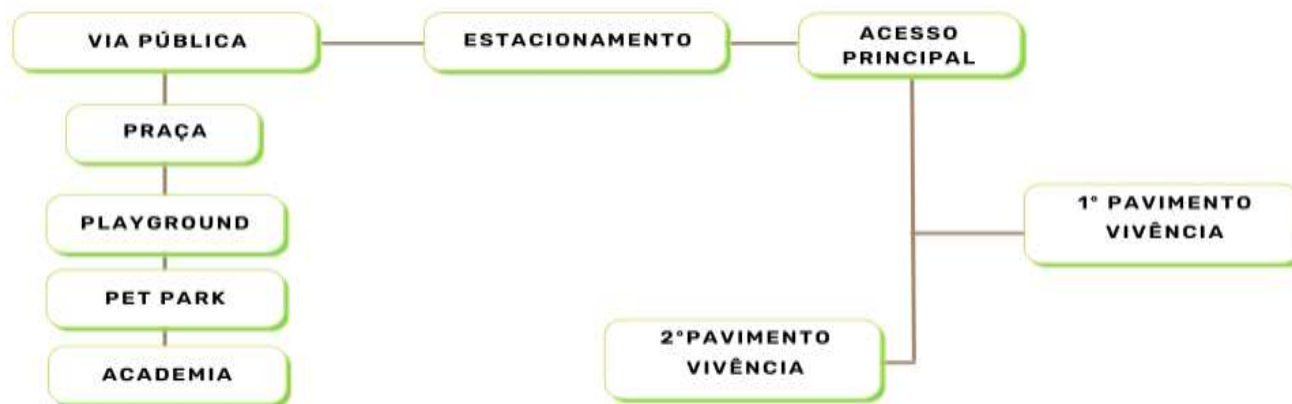 VIA PÚBLICA
ESTACIONAMENTO
ACESSO
PRINCIPAL
PRAÇA
PLAYGROUND
PET PARK
ACADEMIA
1° PAVIMENTO
VIVÊNCIA
2°PAVIMENTO
VIVÊNCIA